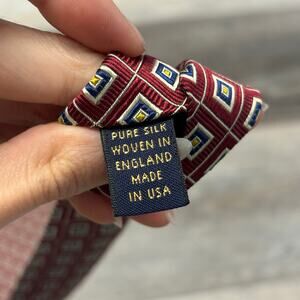 PURE SILK
WOVEN IN
ENGLAND
MADE
IN USA